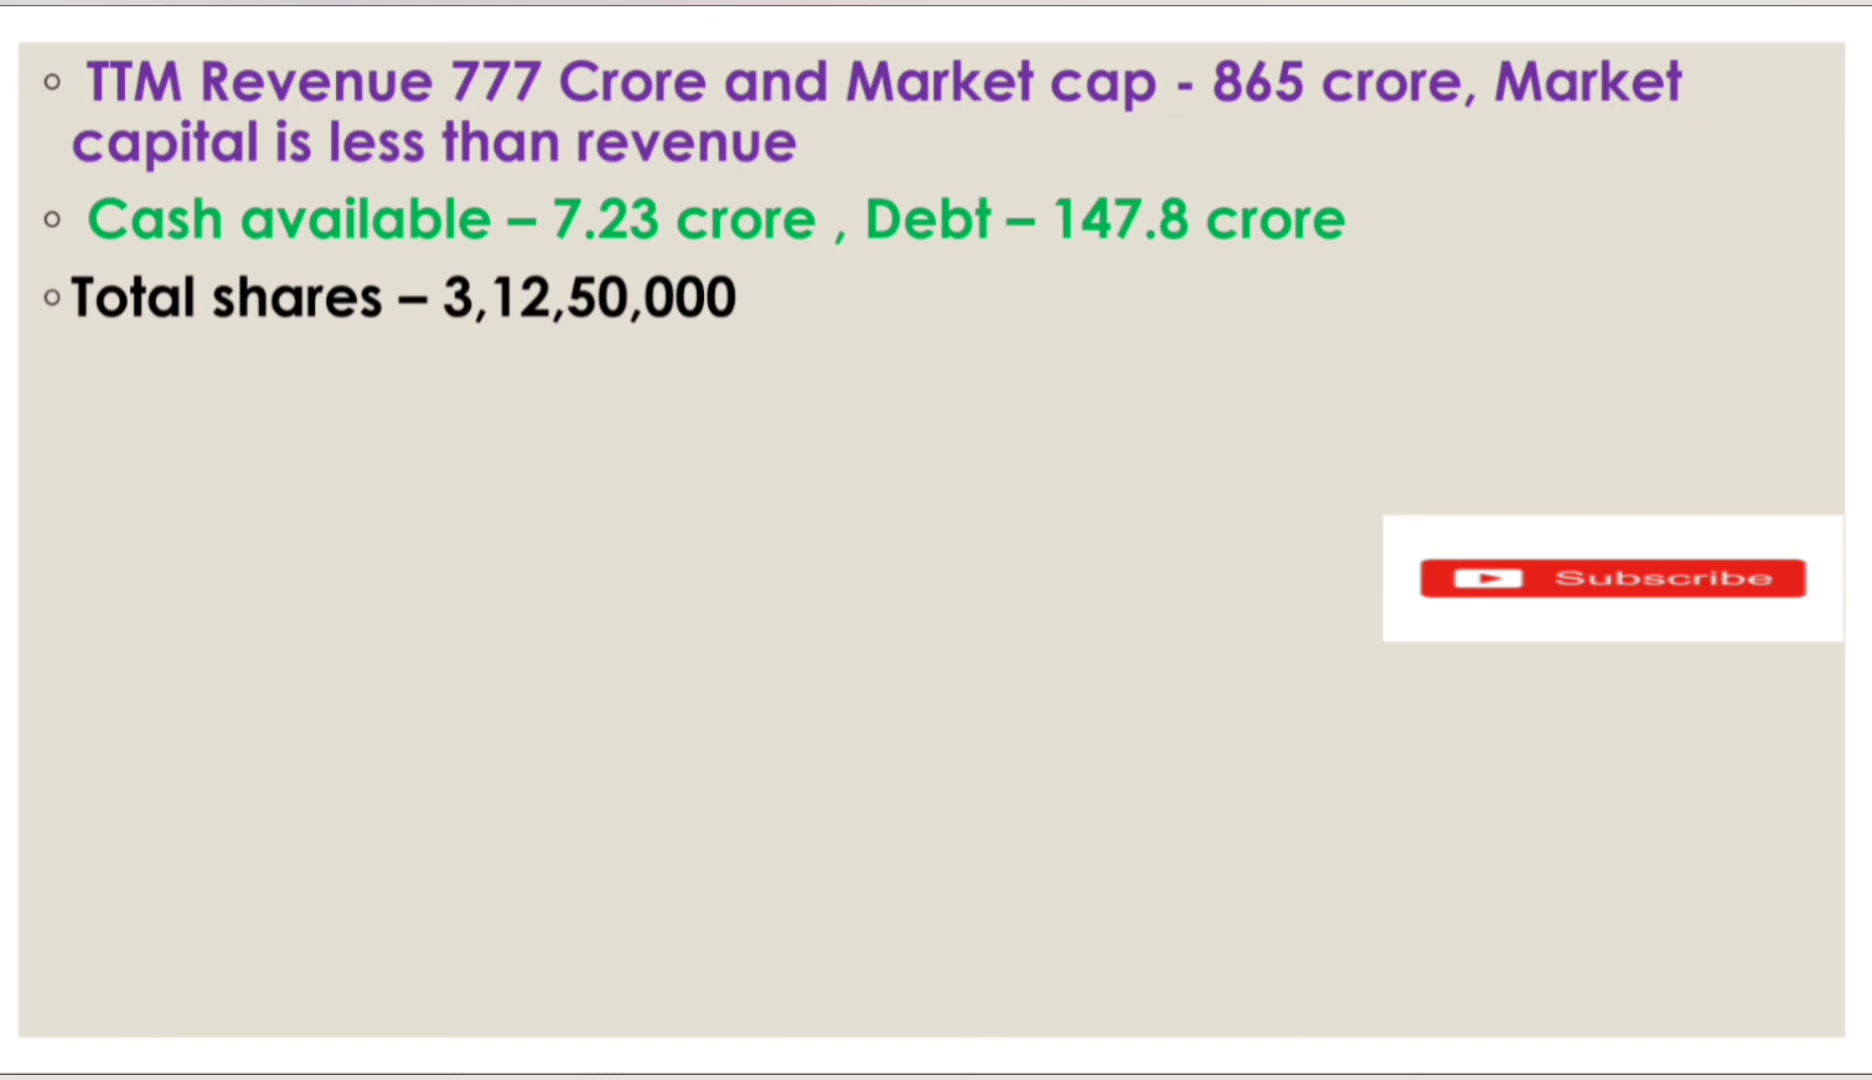 ◦ TTM Revenue 777 Crore and Market cap - 865 crore, Market
capital is less than revenue
◦ Cash available – 7.23 crore , Debt – 147.8 crore
◦ Total shares – 3,12,50,000
Subscribe